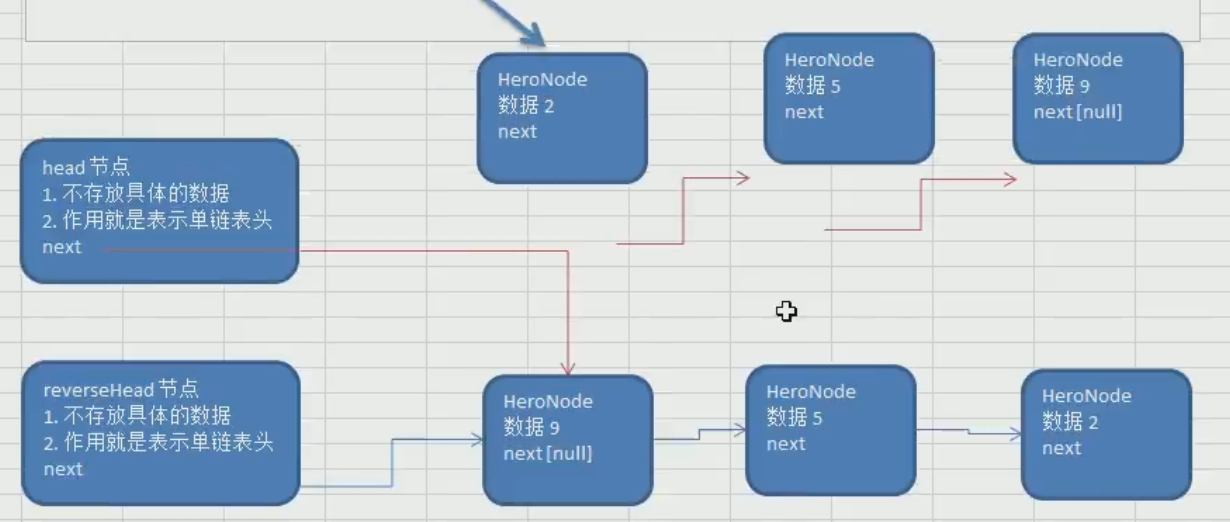 HeroNode
数据 2
next
HeroNode
数据 5
next
HeroNode
数据 9
next [null]
head 节点
1. 不存放具体的数据
2. 作用就是表示单链表头
next
reverseHead 节点
1. 不存放具体的数据
2. 作用就是表示单链表头
next
HeroNode
数据 9
next [null]
HeroNode
数据 5
next
HeroNode
数据 2
next